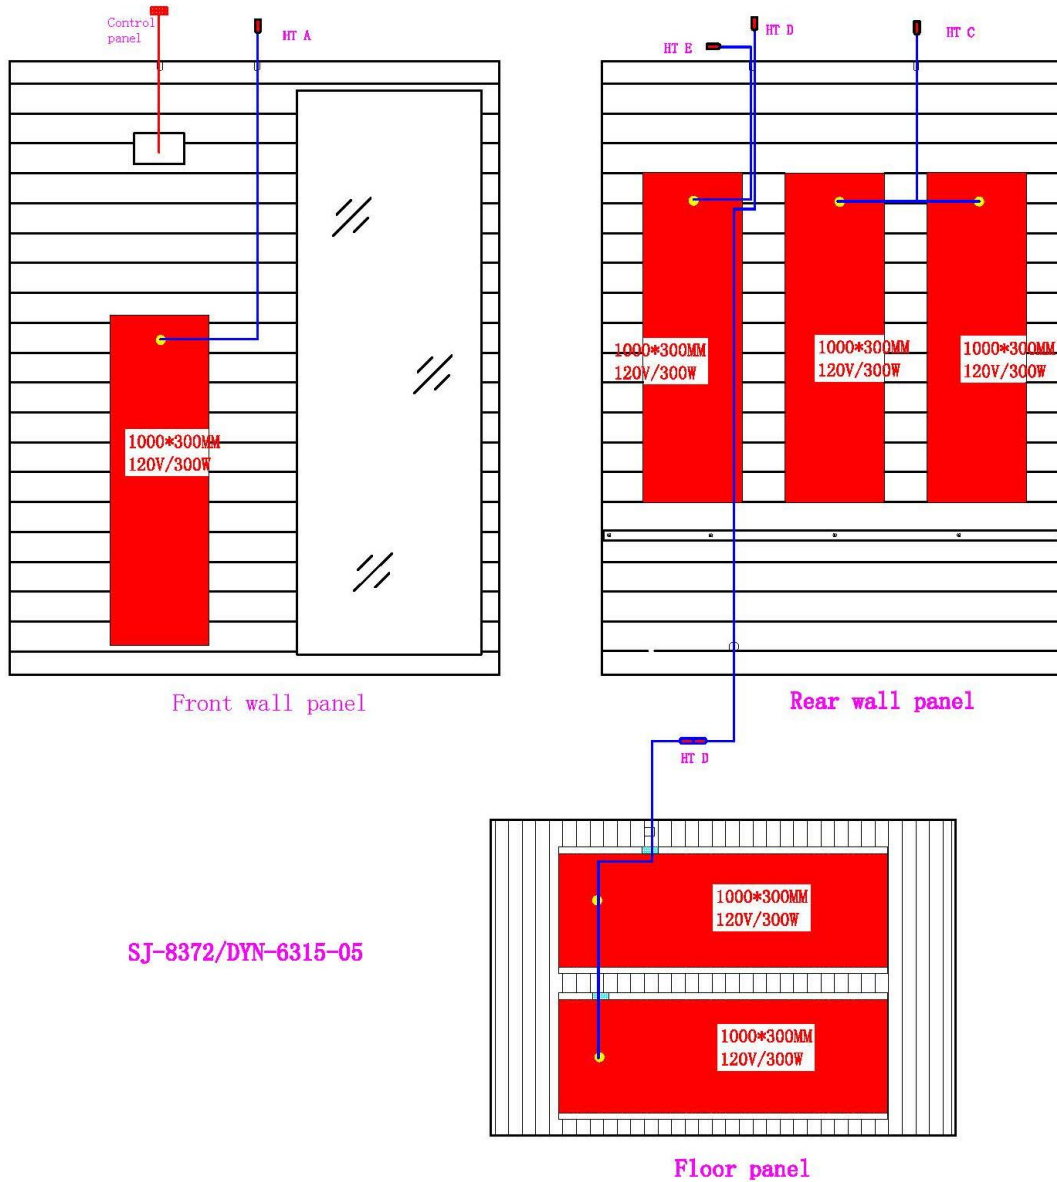 Control
panel
HT A
HT E
HT D
HT C
1000*300MM
120V/300W
1000*300MM
120V/300W
1000*300MM
120V/300W
1000*300MM
120V/300W
Front wall panel
Rear wall panel
HT D
1000*300MM
120V/300W
SJ-8372/DYN-6315-05
1000*300MM
120V/300W
Floor panel